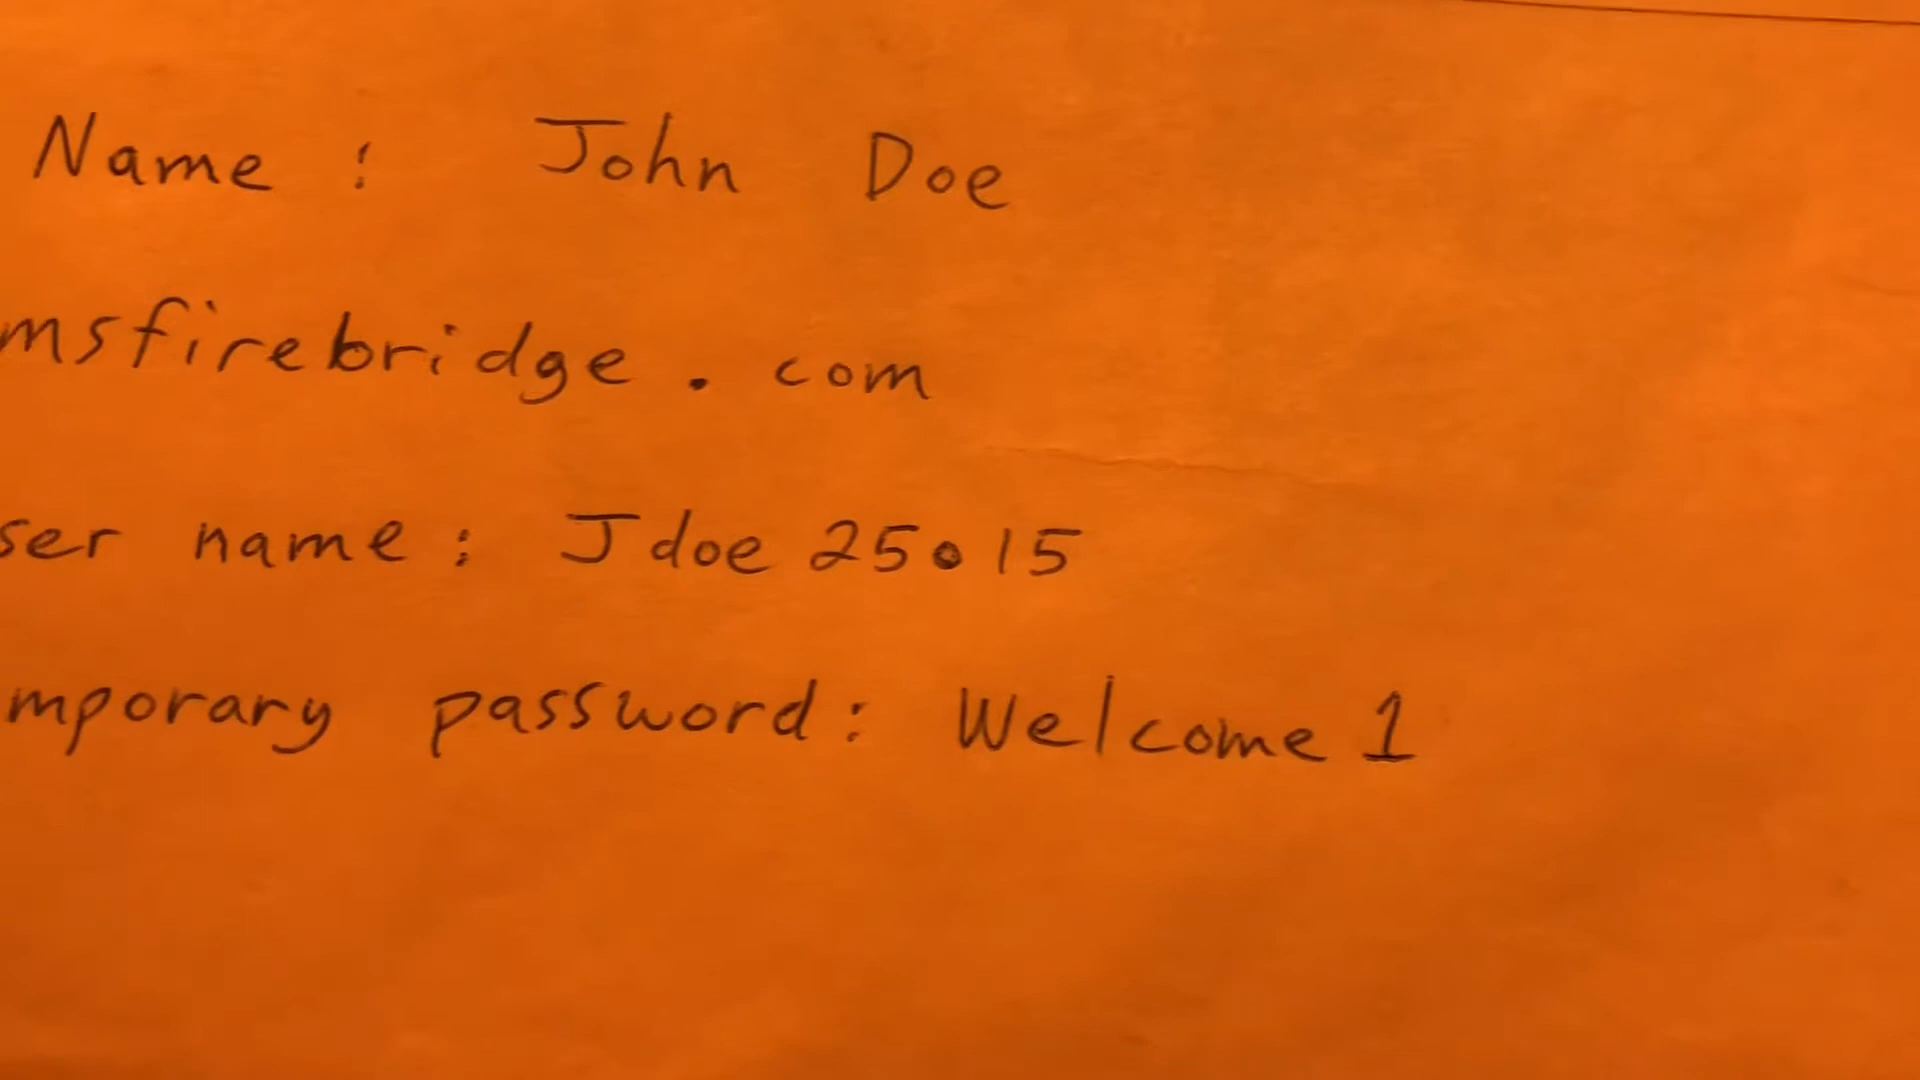 Name : John Doe
msfirebridge . com
ser name : Jdoe 25015
mporary password : Welcome 1